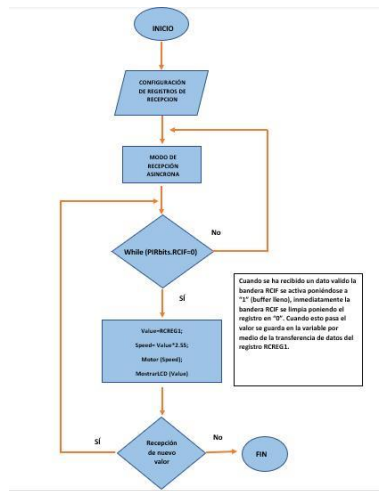 INICIO
CONFIGURACIÓN
DE REGISTROS DE
RECEPCION
MODO DE
RECEPCIÓN
ASINCRONA
No
While (PIRbits.RCIF=0)
SÍ
Cuando se ha recibido un dato valido la
bandera RCIF se activa poniéndose a
"1" (buffer lleno), inmediatamente la
bandera RCIF se limpia poniendo el
registro en "0". Cuando esto pasa el
valor se guarda en la variable por
medio de la transferencia de datos del
registro RCREG1.
Value=RCREG1;
Speed= Value*2.55;
Motor (Speed);
MostrarLCD (Value)
SÍ
Recepción
de nuevo
valor
No
FIN